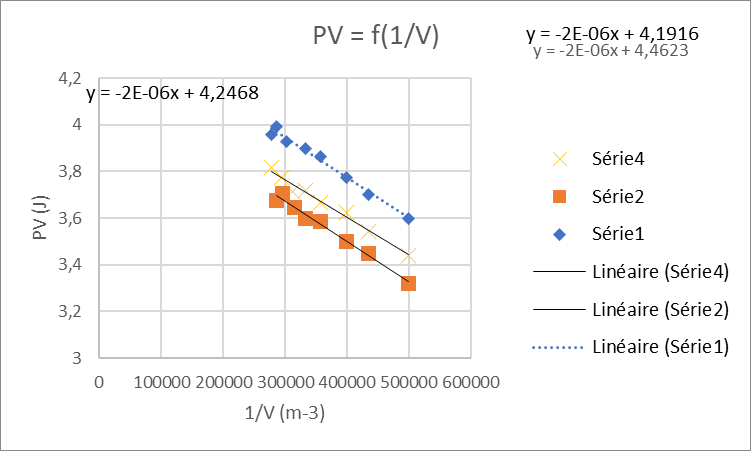 PV = f(1/V)
y = -2E-06x + 4,1916
y = -2E-06x + 4,4623
y = -2E-06x + 4,2468
4,2
4
3,8
3,6
3,4
3,2
3
PV (J)
0 100000 200000 300000 400000 500000 600000
1/V (m-3)
Série4
Série2
Série1
Linéaire (Série4)
Linéaire (Série2)
Linéaire (Série1)